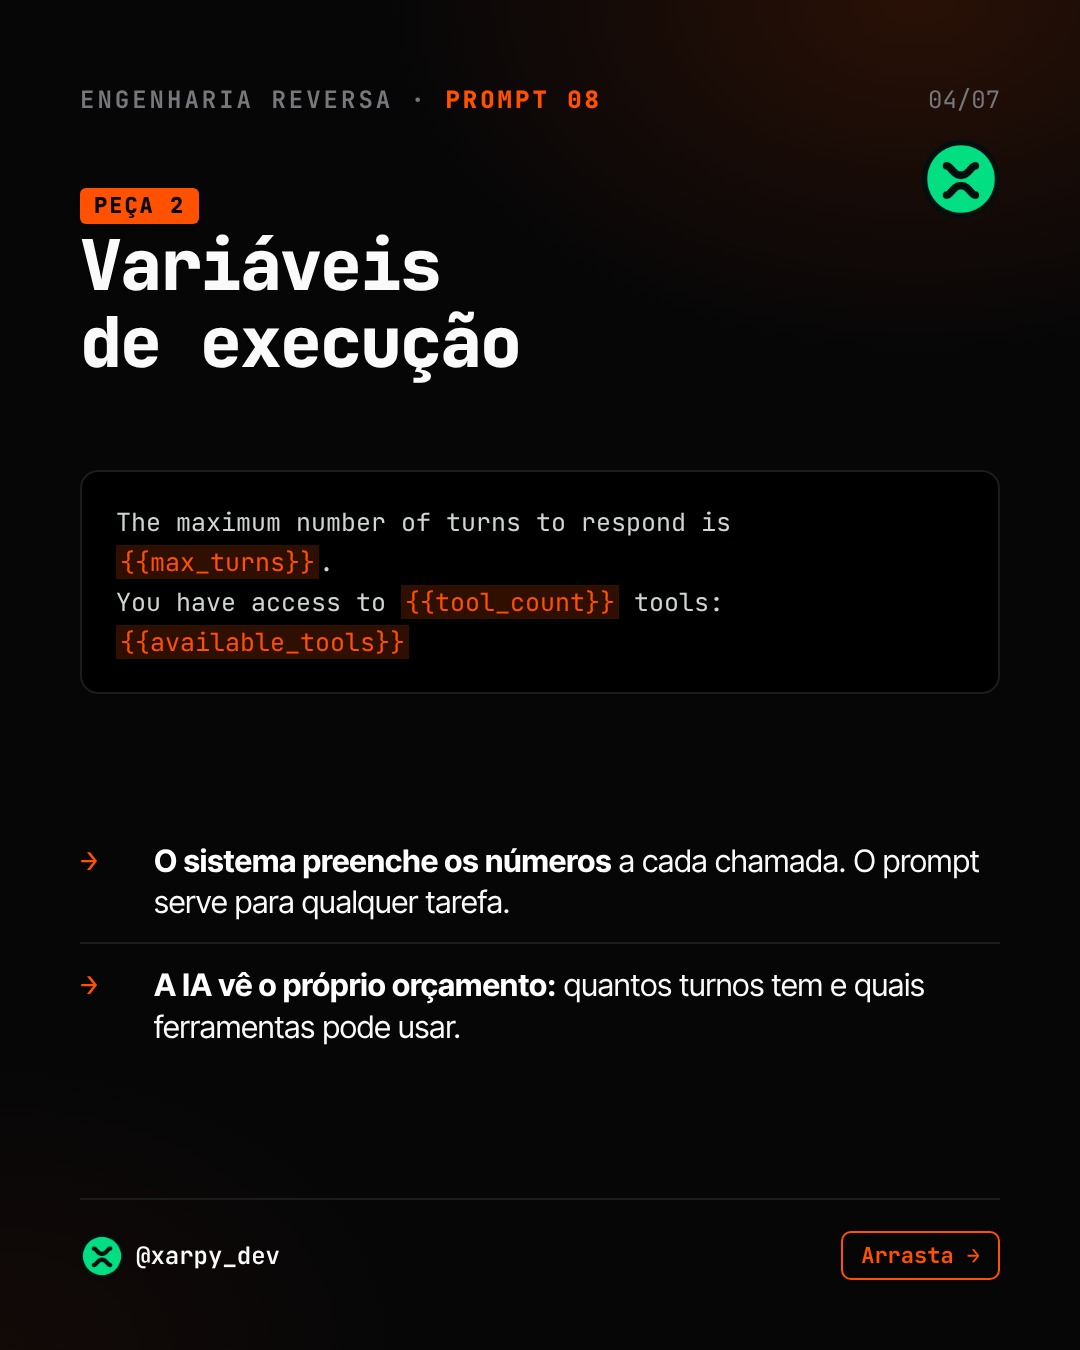 ENGENHARIA REVERSA · PROMPT 08
04/07
PEÇA 2
Variáveis
de execução
The maximum number of turns to respond is
{{max_turns}}.
You have access to {{tool_count}} tools:
{{available_tools}}
→ O sistema preenche os números a cada chamada. O prompt
serve para qualquer tarefa.
→ A IA vê o próprio orçamento: quantos turnos tem e quais
ferramentas pode usar.
@xarpy_dev
Arrasta →